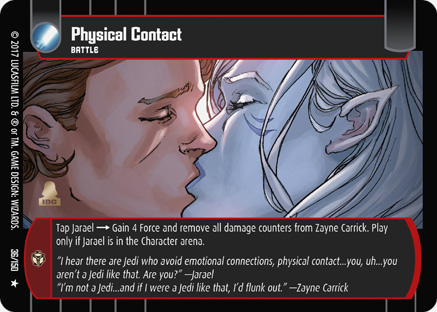 Physical Contact
BATTLE
© 2017 LUCASFILM LTD. & ® or TM. GAME DESIGN: WIZARDS.
IDC
Tap Jarael → Gain 4 Force and remove all damage counters from Zayne Carrick. Play
only if Jarael is in the Character arena.
"I hear there are Jedi who avoid emotional connections, physical contact...you, uh...you
aren't a Jedi like that. Are you?" —Jarael
"I'm not a Jedi...and if I were a Jedi like that, I'd flunk out." —Zayne Carrick